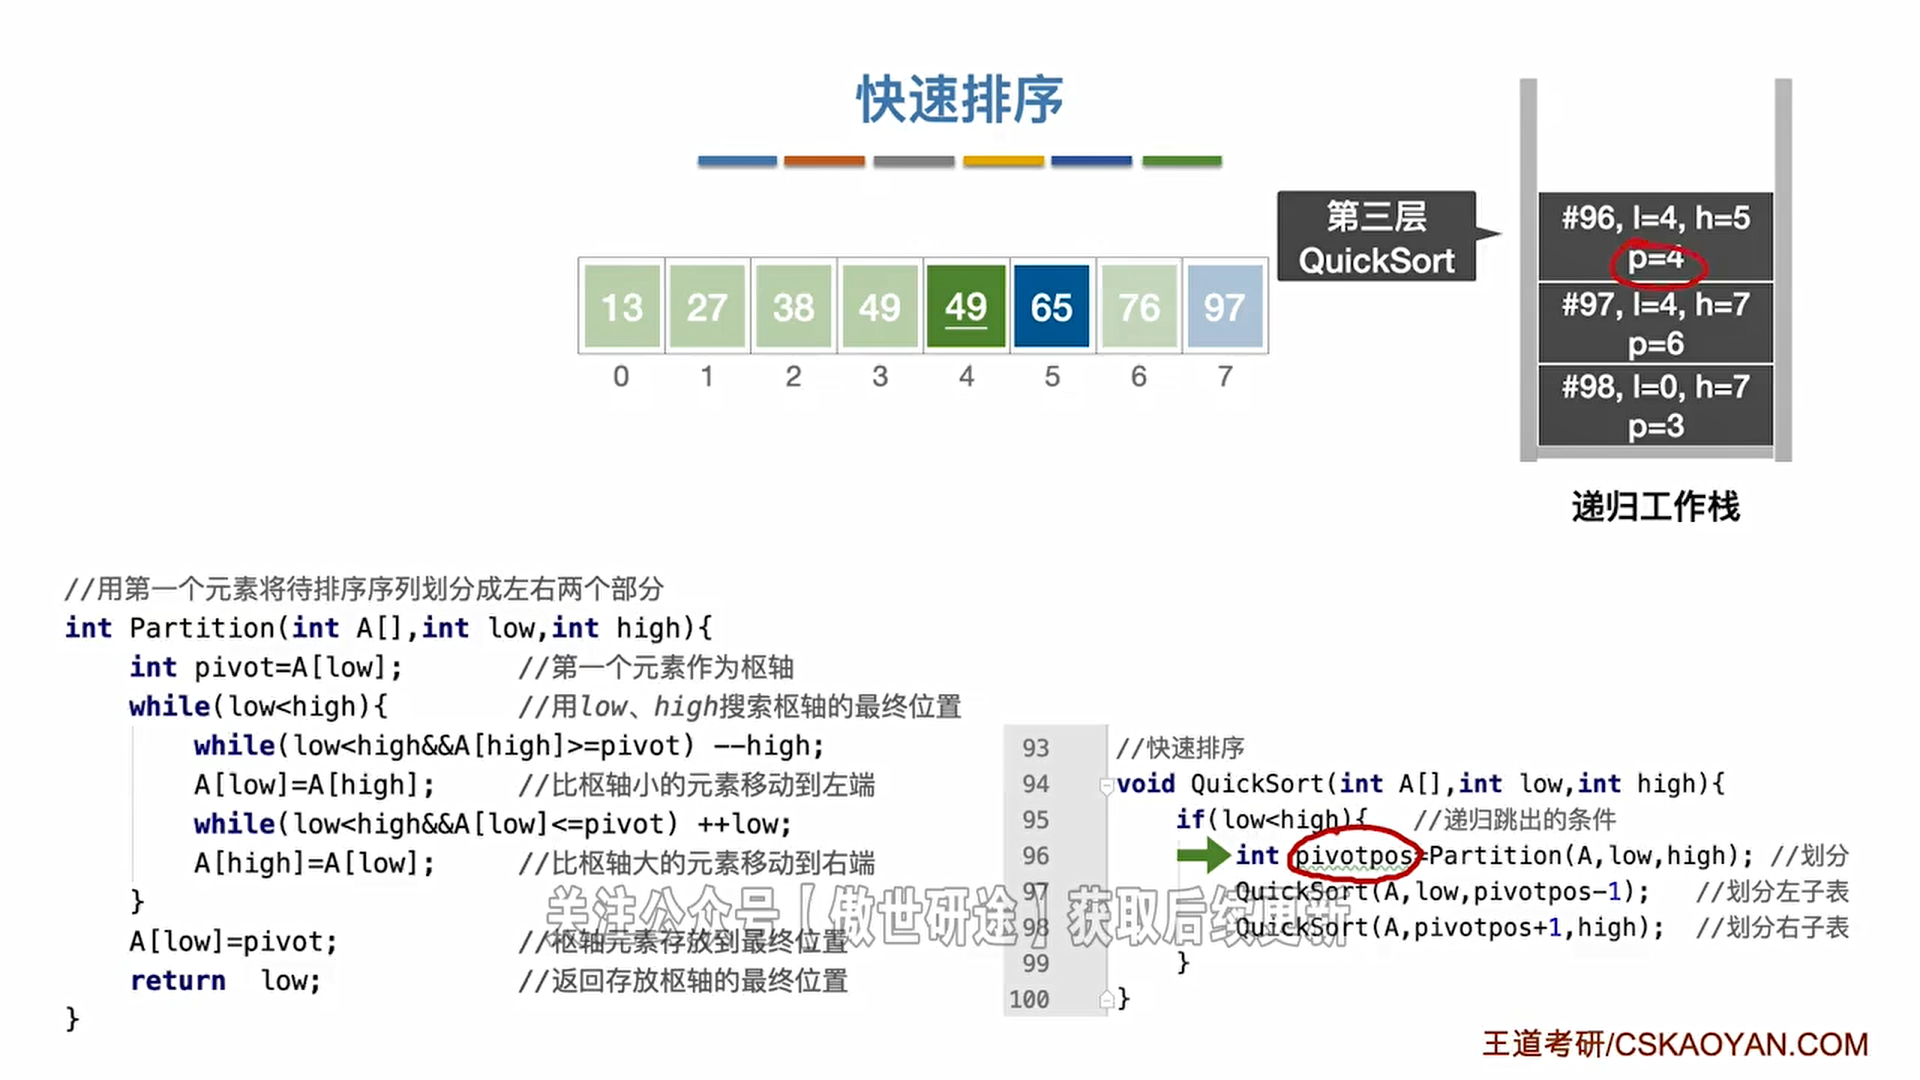 快速排序
第三层
QuickSort
#96, l=4, h=5
p=4
#97, l=4, h=7
p=6
#98, l=0, h=7
p=3
递归工作栈
13 27 38 49 49 65 76 97
0 1 2 3 4 5 6 7
//用第一个元素将待排序序列划分成左右两个部分
int Partition(int A[],int low,int high){
int pivot=A[low]; //第一个元素作为枢轴
while(low<high){ //用low、high搜索枢轴的最终位置
while(low<high&&A[high]>=pivot) --high;
A[low]=A[high]; //比枢轴小的元素移动到左端
while(low<high&&A[low]<=pivot) ++low;
A[high]=A[low]; //比枢轴大的元素移动到右端
}
A[low]=pivot; //枢轴元素存放到最终位置
return low; //返回存放枢轴的最终位置
}
93 //快速排序
94 void QuickSort(int A[],int low,int high){
95 if(low<high){ //递归跳出的条件
96 int pivotpos=Partition(A,low,high); //划分
97 QuickSort(A,low,pivotpos-1); //划分左子表
98 QuickSort(A,pivotpos+1,high); //划分右子表
99 }
100 }
关注公众号【傲世研途】获取后续更新
王道考研/CSKAOYAN.COM